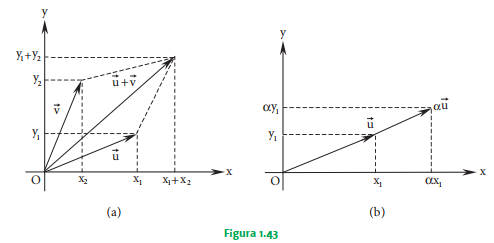 y
y₁+y₂
y₂
u⃗+v⃗
v⃗
y₁
u⃗
O
x₂
x₁
x₁+x₂
x
(a)
y
αy₁
αu⃗
y₁
u⃗
O
x₁
αx₁
x
(b)
Figura 1.43